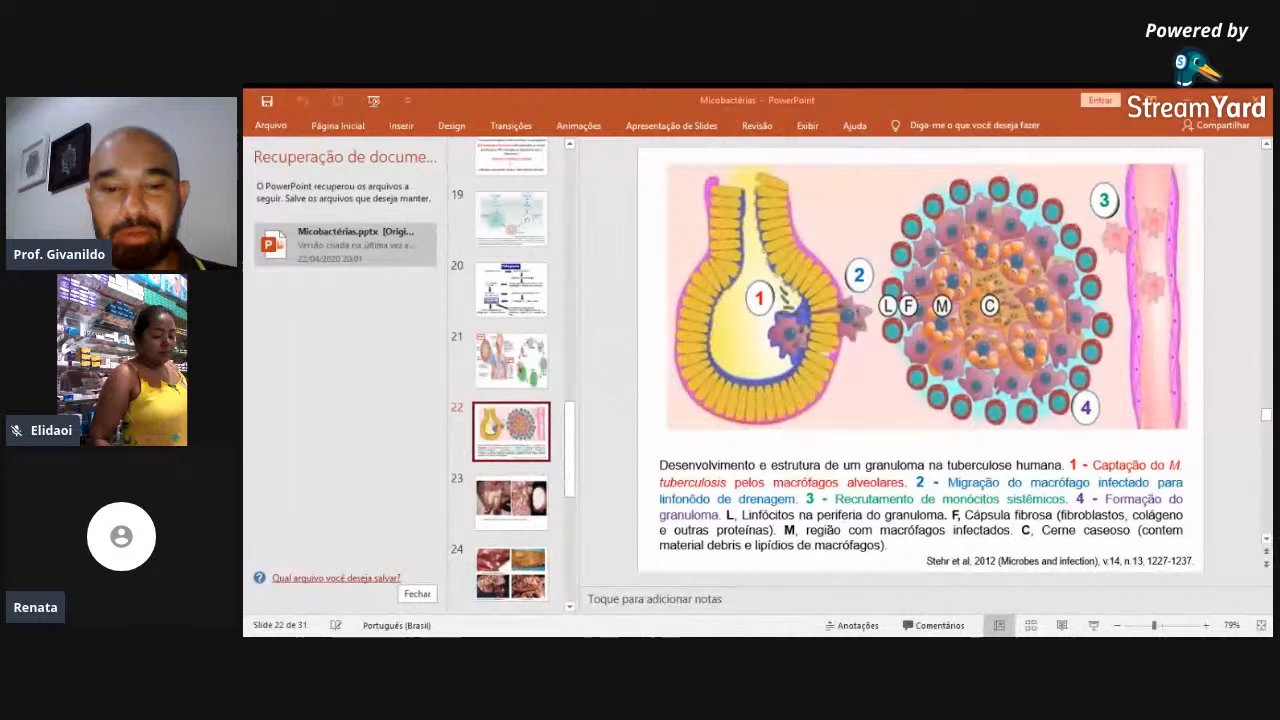 Powered by
StreamYard
Micobactérias - PowerPoint
Entrar
Arquivo
Página Inicial
Inserir
Design
Transições
Animações
Apresentação de Slides
Revisão
Exibir
Ajuda
Diga-me o que você deseja fazer
Compartilhar
Recuperação de docume...
O PowerPoint recuperou os arquivos a
seguir. Salve os arquivos que deseja manter.
Micobactérias.pptx [Origi...
Versão criada na última vez e...
22/04/2020 20:01
Qual arquivo você deseja salvar?
Fechar
19
20
21
22
23
24
1
2
3
4
L F M C
Desenvolvimento e estrutura de um granuloma na tuberculose humana. 1 - Captação do M.
tuberculosis pelos macrófagos alveolares. 2 - Migração do macrófago infectado para
linfonôdo de drenagem. 3 - Recrutamento de monócitos sistêmicos. 4 - Formação do
granuloma. L, Linfócitos na periferia do granuloma. F, Cápsula fibrosa (fibroblastos, colágeno
e outras proteínas). M, região com macrófagos infectados. C, Cerne caseoso (contem
material debris e lipídios de macrófagos).
Stehr et al, 2012 (Microbes and infection), v.14, n.13, 1227-1237.
Toque para adicionar notas
Slide 22 de 31
Português (Brasil)
Anotações
Comentários
79%
Prof. Givanildo
Elidaoi
Renata